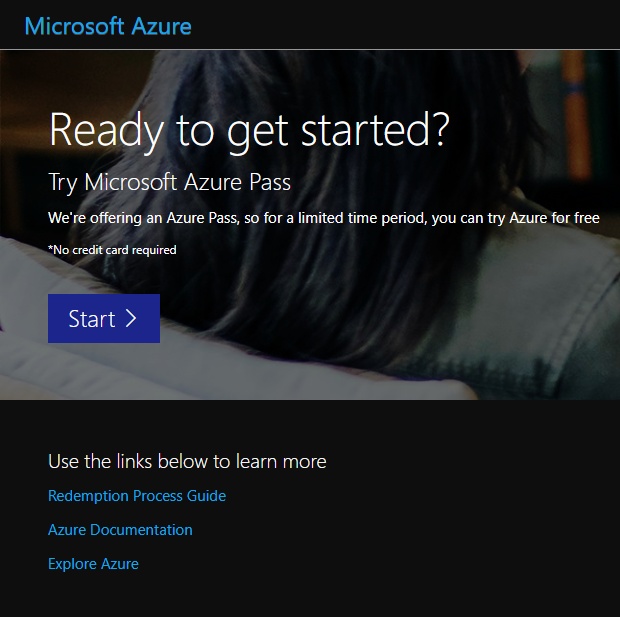 Microsoft Azure
Ready to get started?
Try Microsoft Azure Pass
We're offering an Azure Pass, so for a limited time period, you can try Azure for free
*No credit card required
Start
Use the links below to learn more
Redemption Process Guide
Azure Documentation
Explore Azure